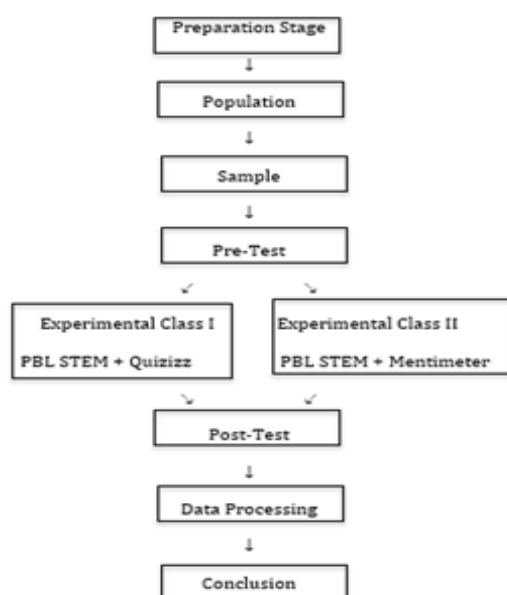 Preparation Stage
↓
Population
↓
Sample
↓
Pre-Test
↙ ↘
Experimental Class I
PBL STEM + Quizizz
Experimental Class II
PBL STEM + Mentimeter
↘ ↙
Post-Test
↓
Data Processing
↓
Conclusion